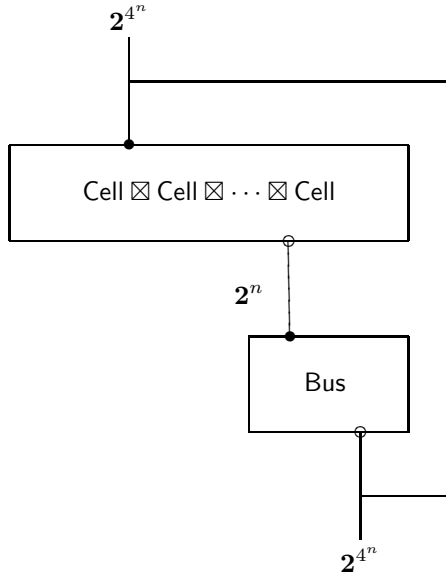 2^{4^n}
Cell ⊠ Cell ⊠ ⋯ ⊠ Cell
2^n
Bus
2^{4^n}